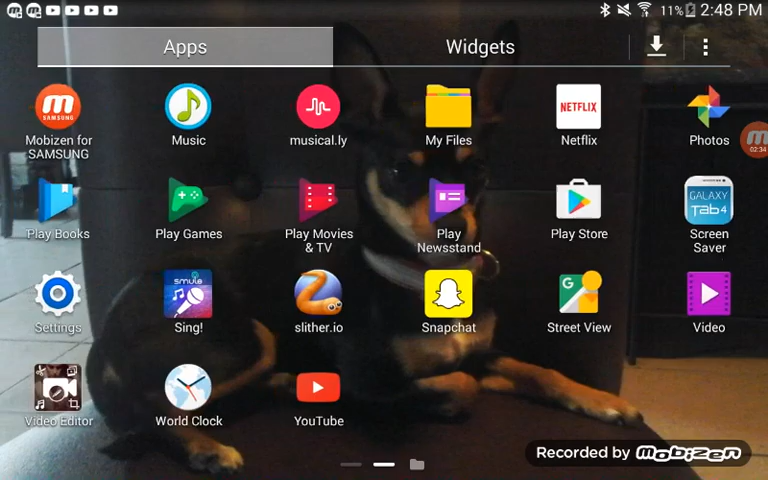 11% 2:48 PM
Apps Widgets
Mobizen for SAMSUNG
Music
musical.ly
My Files
NETFLIX
Netflix
Photos
SAMSUNG
02:34
Play Books
Play Games
Play Movies & TV
Play Newsstand
Play Store
GALAXY
Tab4
Screen Saver
Settings
smule
Sing!
slither.io
Snapchat
G
Street View
Video
Video Editor
World Clock
YouTube
Recorded by mobizen